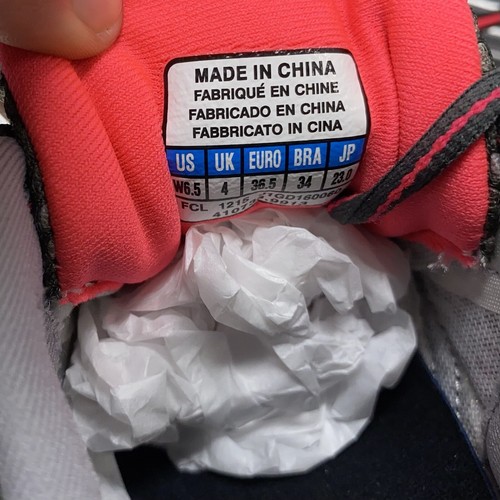 MADE IN CHINA
FABRIQUÉ EN CHINE
FABRICADO EN CHINA
FABBRICATO IN CINA
US UK EURO BRA JP
W6.5 4 36.5 34 23.0
FCL